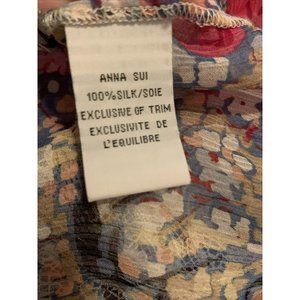 ANNA SUI
100%SILK/SOIE
EXCLUSIVE OF TRIM
EXCLUSIVITE DE
L'EQUILIBRE